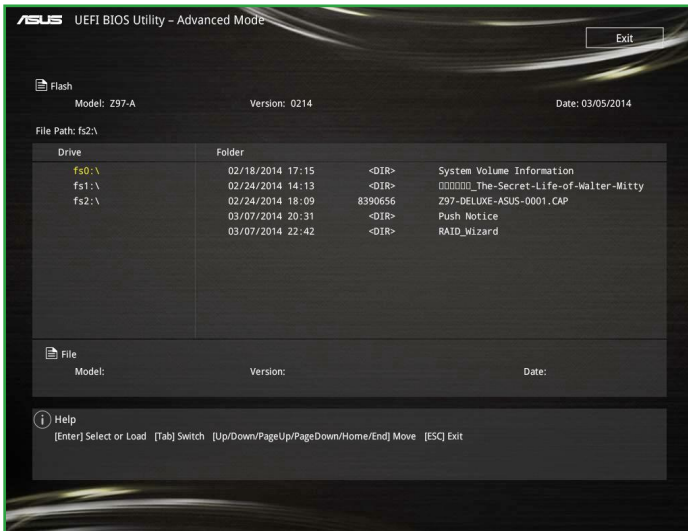 ASUS UEFI BIOS Utility – Advanced Mode
Exit
Flash
Model: Z97-A Version: 0214 Date: 03/05/2014
File Path: fs2:\
Drive Folder
fs0:\ 02/18/2014 17:15 <DIR> System Volume Information
fs1:\ 02/24/2014 14:13 <DIR> □□□□□□_The-Secret-Life-of-Walter-Mitty
fs2:\ 02/24/2014 18:09 8390656 Z97-DELUXE-ASUS-0001.CAP
03/07/2014 20:31 <DIR> Push Notice
03/07/2014 22:42 <DIR> RAID_Wizard
File
Model: Version: Date:
i Help
[Enter] Select or Load [Tab] Switch [Up/Down/PageUp/PageDown/Home/End] Move [ESC] Exit